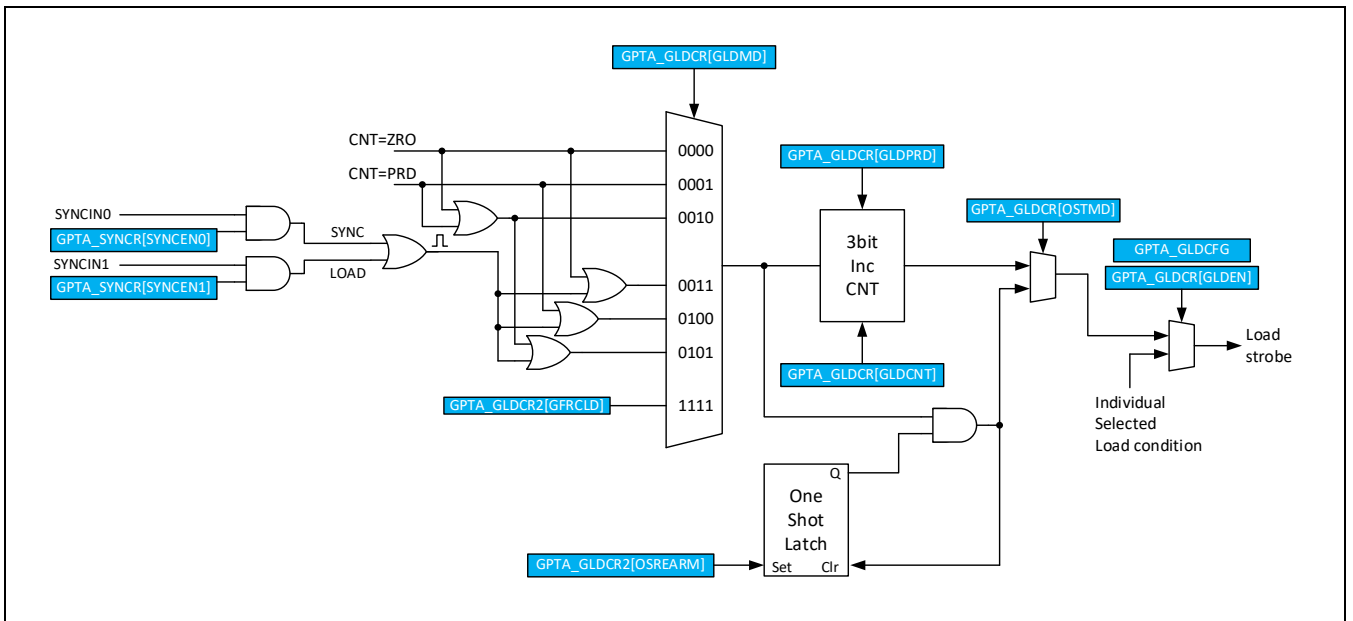 GPTA_GLDCR[GLDMD]
CNT=ZRO
0000
GPTA_GLDCR[GLDPRD]
CNT=PRD
0001
SYNCIN0
0010
GPTA_GLDCR[OSTMD]
GPTA_SYNCR[SYNCEN0]
SYNC
3bit
Inc
CNT
GPTA_GLDCFG
SYNCIN1
LOAD
GPTA_GLDCR[GLDEN]
GPTA_SYNCR[SYNCEN1]
0011
0100
Load
strobe
0101
GPTA_GLDCR[GLDCNT]
GPTA_GLDCR2[GFRCLD]
1111
Individual
Selected
Load condition
Q
One
Shot
Latch
GPTA_GLDCR2[OSREARM]
Set Clr